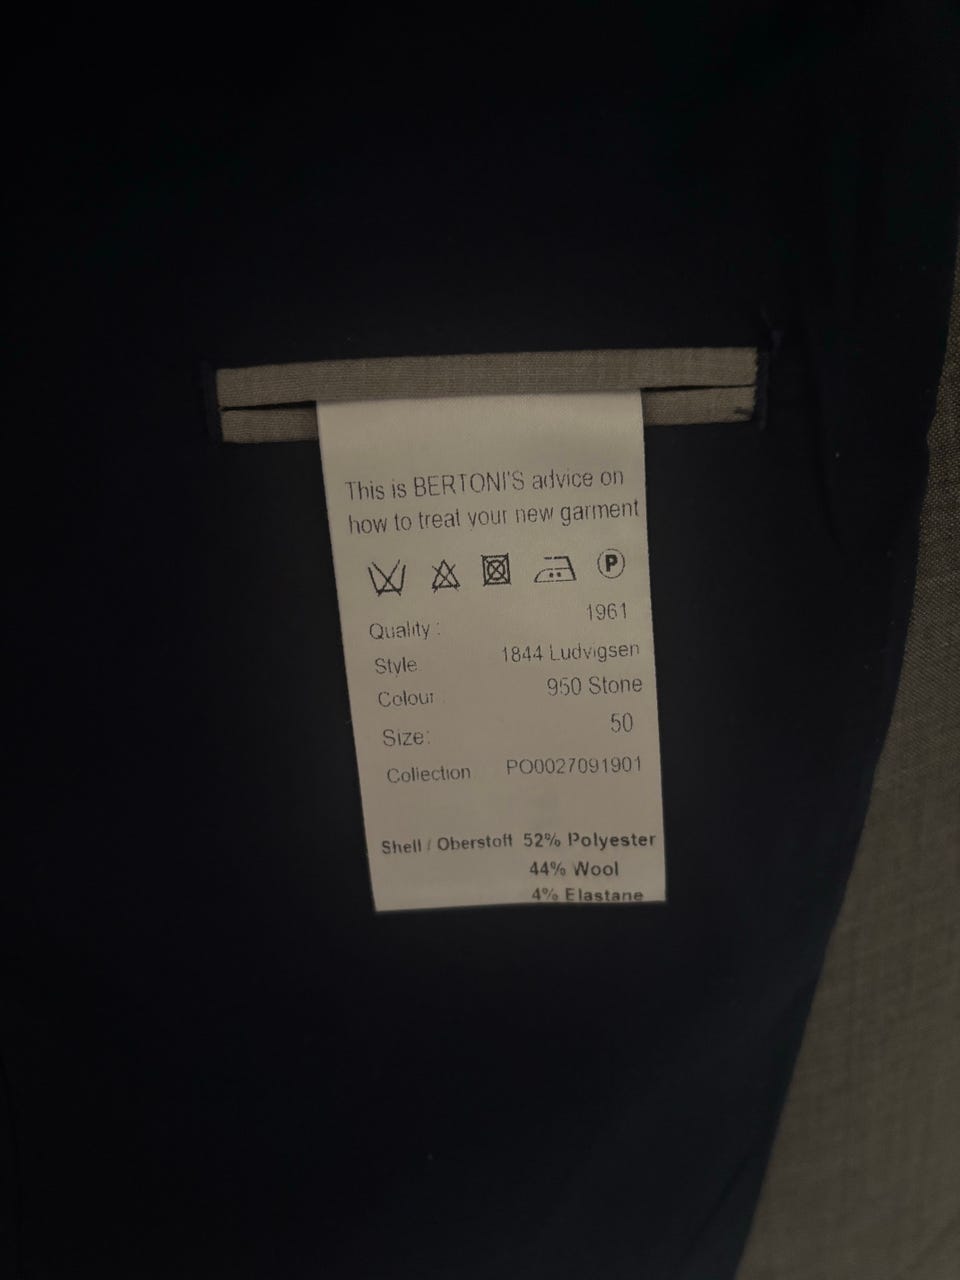 This is BERTONI'S advice on
how to treat your new garment
P
Quality : 1961
Style 1844 Ludvigsen
Colour 950 Stone
Size: 50
Collection PO0027091901
Shell / Oberstoff 52% Polyester
44% Wool
4% Elastane